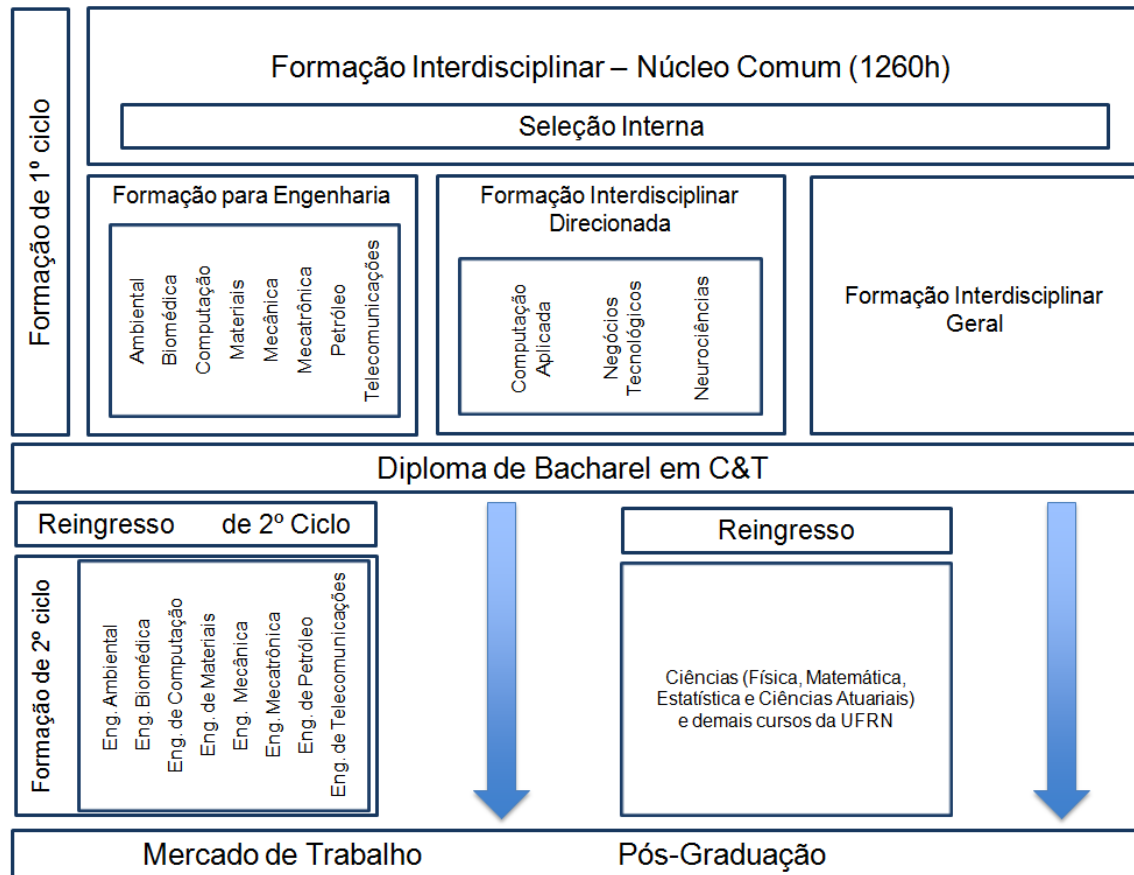 Formação de 1º ciclo
Formação Interdisciplinar – Núcleo Comum (1260h)
Seleção Interna
Formação para Engenharia
Ambiental
Biomédica
Computação
Materiais
Mecânica
Mecatrônica
Petróleo
Telecomunicações
Formação Interdisciplinar
Direcionada
Computação
Aplicada
Negócios
Tecnológicos
Neurociências
Formação Interdisciplinar
Geral
Diploma de Bacharel em C&T
Reingresso de 2º Ciclo
Formação de 2º ciclo
Eng. Ambiental
Eng. Biomédica
Eng. de Computação
Eng. de Materiais
Eng. Mecânica
Eng. Mecatrônica
Eng. de Petróleo
Eng. de Telecomunicações
Reingresso
Ciências (Física, Matemática,
Estatística e Ciências Atuariais)
e demais cursos da UFRN
Mercado de Trabalho
Pós-Graduação